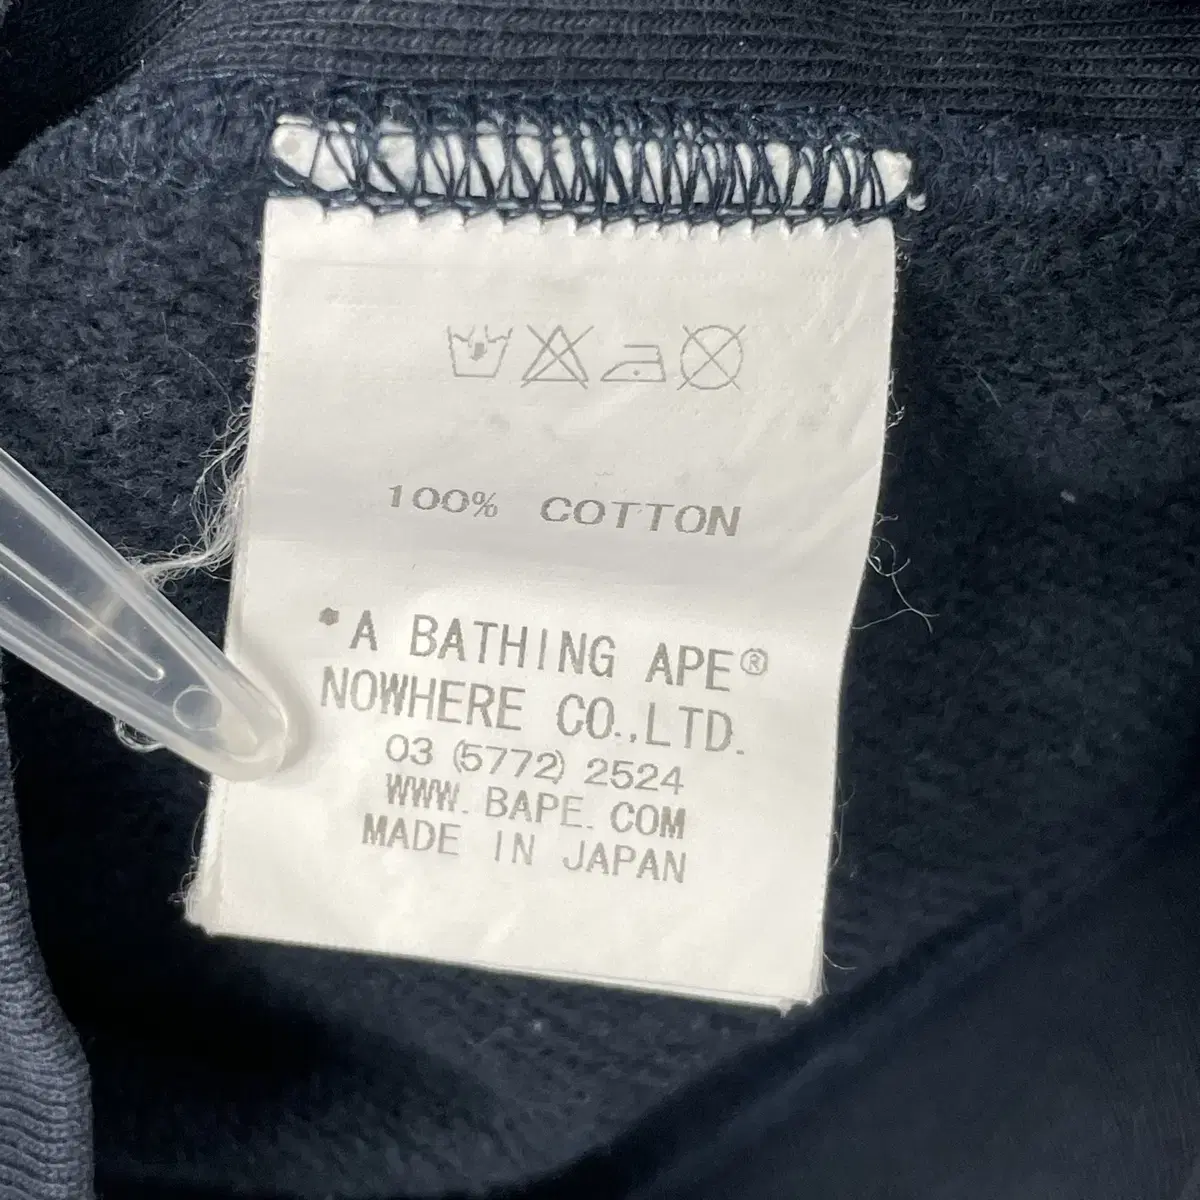 100% COTTON
*A BATHING APE®
NOWHERE CO.,LTD.
03 (5772) 2524
WWW. BAPE. COM
MADE IN JAPAN